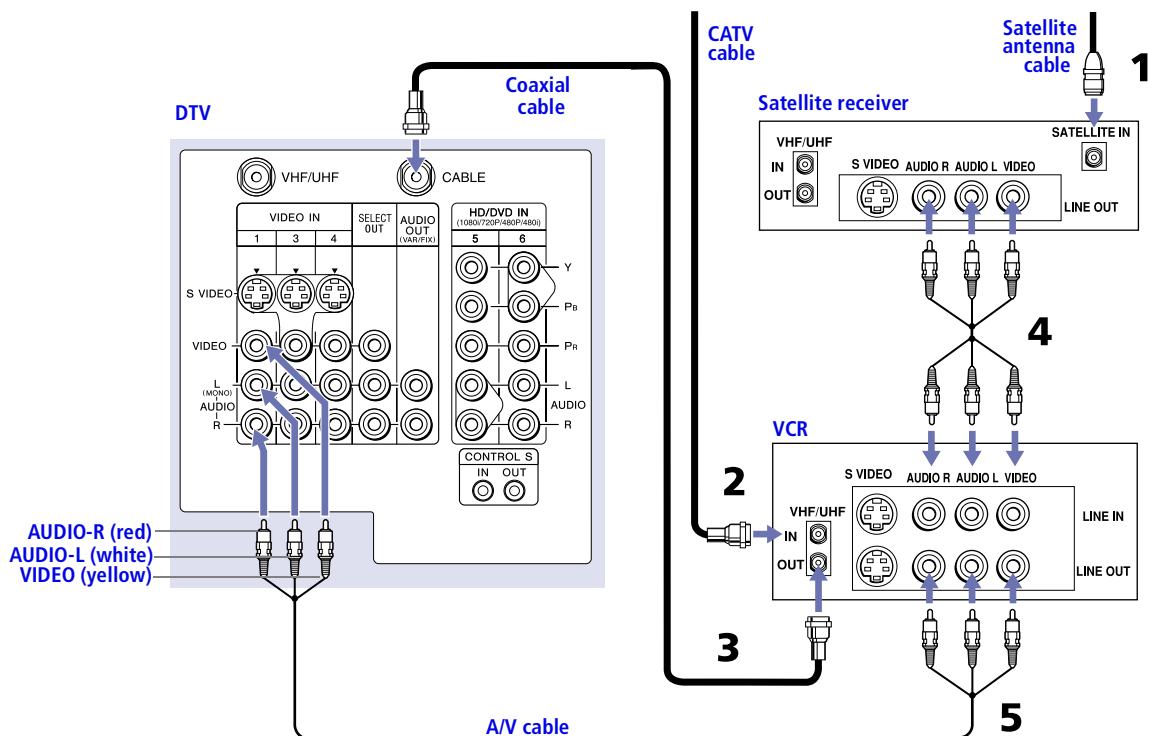 CATV
cable
Satellite
antenna
cable
1
Coaxial
cable
DTV
Satellite receiver
VHF/UHF
IN
OUT
S VIDEO AUDIO R AUDIO L VIDEO
SATELLITE IN
LINE OUT
VHF/UHF
CABLE
VIDEO IN
1 3 4
SELECT
OUT
AUDIO
OUT
(VAR/FIX)
HD/DVD IN
(1080i/720P/480P/480i)
5 6
S VIDEO
VIDEO
L
(MONO)
AUDIO
R
Y
PB
PR
L
AUDIO
R
CONTROL S
IN OUT
4
VCR
2
S VIDEO AUDIO R AUDIO L VIDEO
VHF/UHF
IN
OUT
LINE IN
LINE OUT
AUDIO-R (red)
AUDIO-L (white)
VIDEO (yellow)
3
5
A/V cable